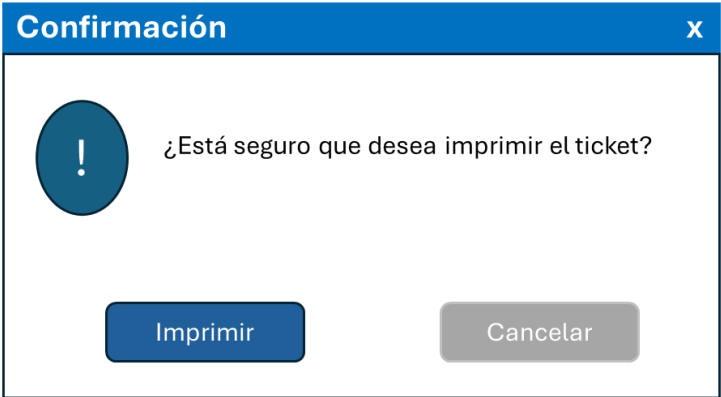 Confirmación x
! ¿Está seguro que desea imprimir el ticket?
Imprimir Cancelar